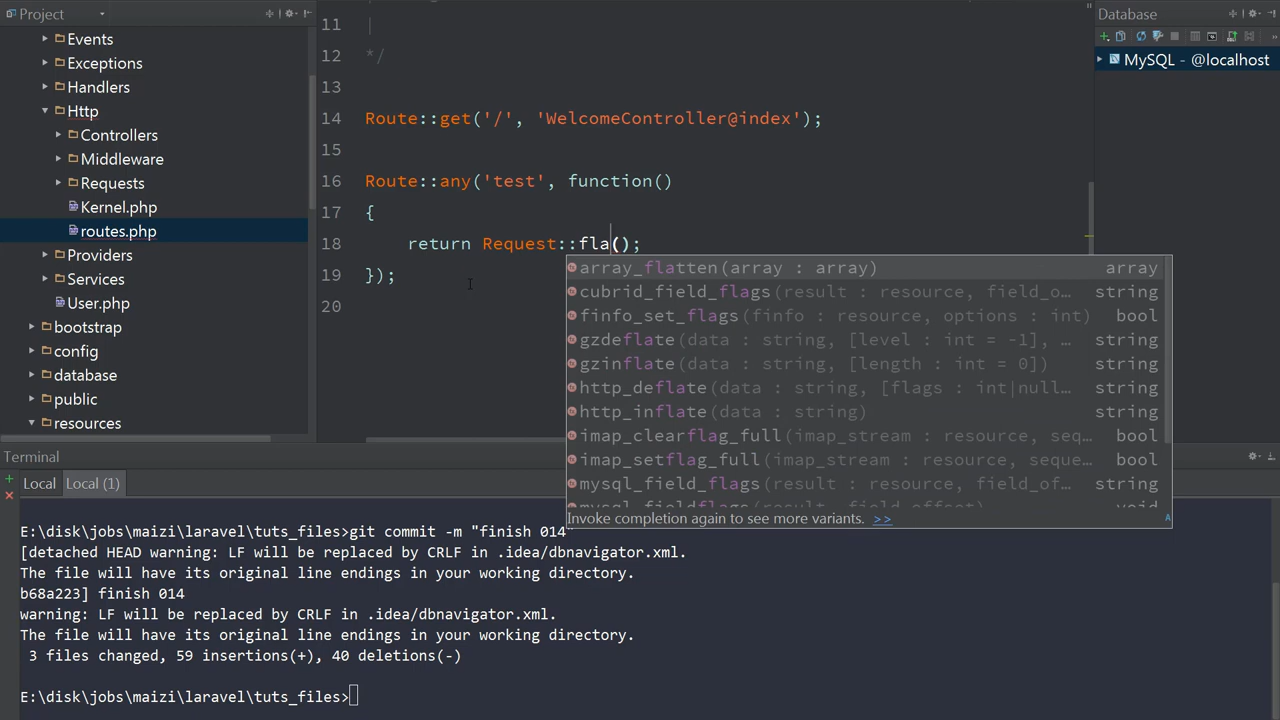 Project
Events
Exceptions
Handlers
Http
Controllers
Middleware
Requests
Kernel.php
routes.php
Providers
Services
User.php
bootstrap
config
database
public
resources
11 |
12 */
13
14 Route::get('/', 'WelcomeController@index');
15
16 Route::any('test', function()
17 {
18 return Request::fla();
19 });
20
array_flatten(array : array) array
cubrid_field_flags(result : resource, field_o… string
finfo_set_flags(finfo : resource, options : int) bool
gzdeflate(data : string, [level : int = -1], … string
gzinflate(data : string, [length : int = 0]) string
http_deflate(data : string, [flags : int|null… string
http_inflate(data : string) string
imap_clearflag_full(imap_stream : resource, seq… bool
imap_setflag_full(imap_stream : resource, seque… bool
mysql_field_flags(result : resource, field_of… string
Invoke completion again to see more variants. >>
Database
MySQL - @localhost
Terminal
Local Local (1)
E:\disk\jobs\maizi\laravel\tuts_files>git commit -m "finish 014"
[detached HEAD warning: LF will be replaced by CRLF in .idea/dbnavigator.xml.
The file will have its original line endings in your working directory.
b68a223] finish 014
warning: LF will be replaced by CRLF in .idea/dbnavigator.xml.
The file will have its original line endings in your working directory.
3 files changed, 59 insertions(+), 40 deletions(-)
E:\disk\jobs\maizi\laravel\tuts_files>